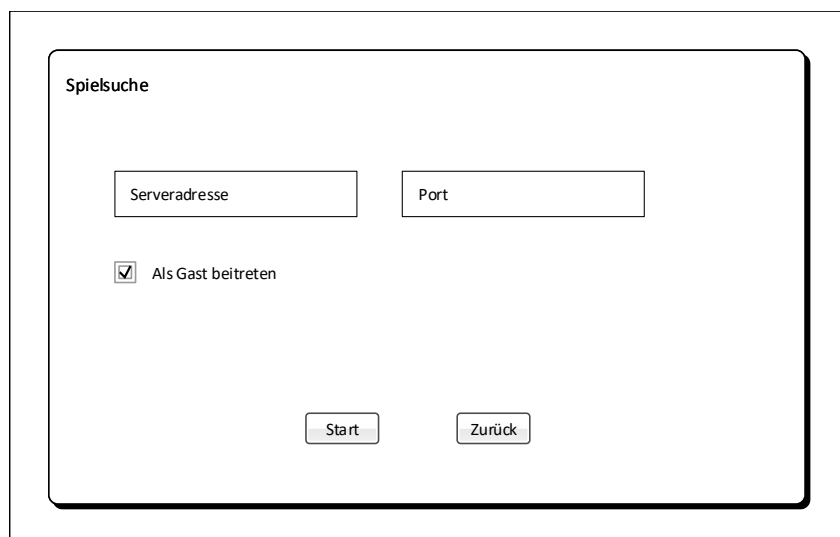 Spielsuche
Serveradresse
Port
Als Gast beitreten
Start
Zurück